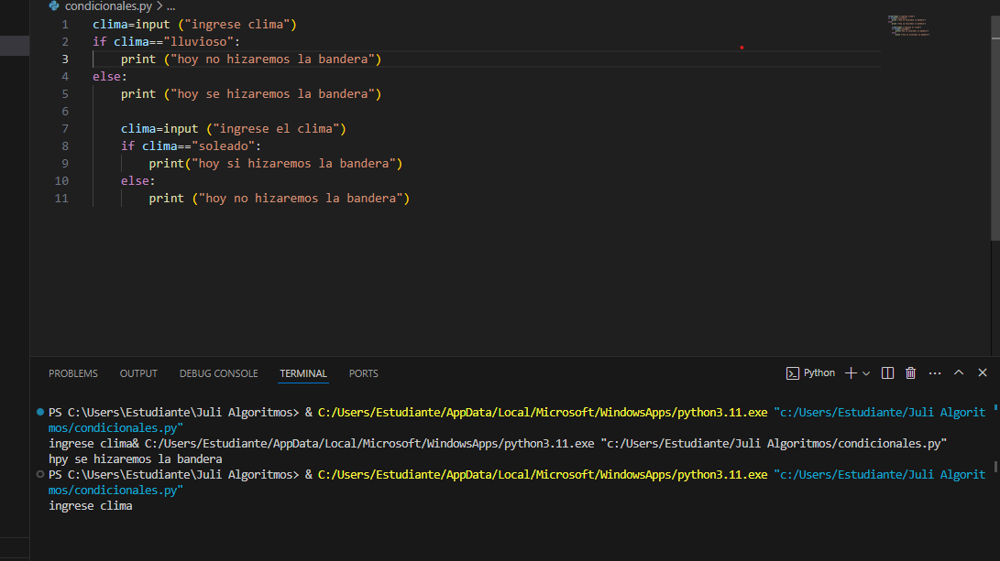 condicionales.py > ...
1 clima=input ("ingrese clima")
2 if clima=="lluvioso":
3 print ("hoy no hizaremos la bandera")
4 else:
5 print ("hoy se hizaremos la bandera")
6
7 clima=input ("ingrese el clima")
8 if clima=="soleado":
9 print("hoy si hizaremos la bandera")
10 else:
11 print ("hoy no hizaremos la bandera")
PROBLEMS OUTPUT DEBUG CONSOLE TERMINAL PORTS Python
PS C:\Users\Estudiante\Juli Algoritmos> & C:/Users/Estudiante/AppData/Local/Microsoft/WindowsApps/python3.11.exe "c:/Users/Estudiante/Juli Algorit
mos/condicionales.py"
ingrese clima& C:/Users/Estudiante/AppData/Local/Microsoft/WindowsApps/python3.11.exe "c:/Users/Estudiante/Juli Algoritmos/condicionales.py"
hpy se hizaremos la bandera
PS C:\Users\Estudiante\Juli Algoritmos> & C:/Users/Estudiante/AppData/Local/Microsoft/WindowsApps/python3.11.exe "c:/Users/Estudiante/Juli Algorit
mos/condicionales.py"
ingrese clima